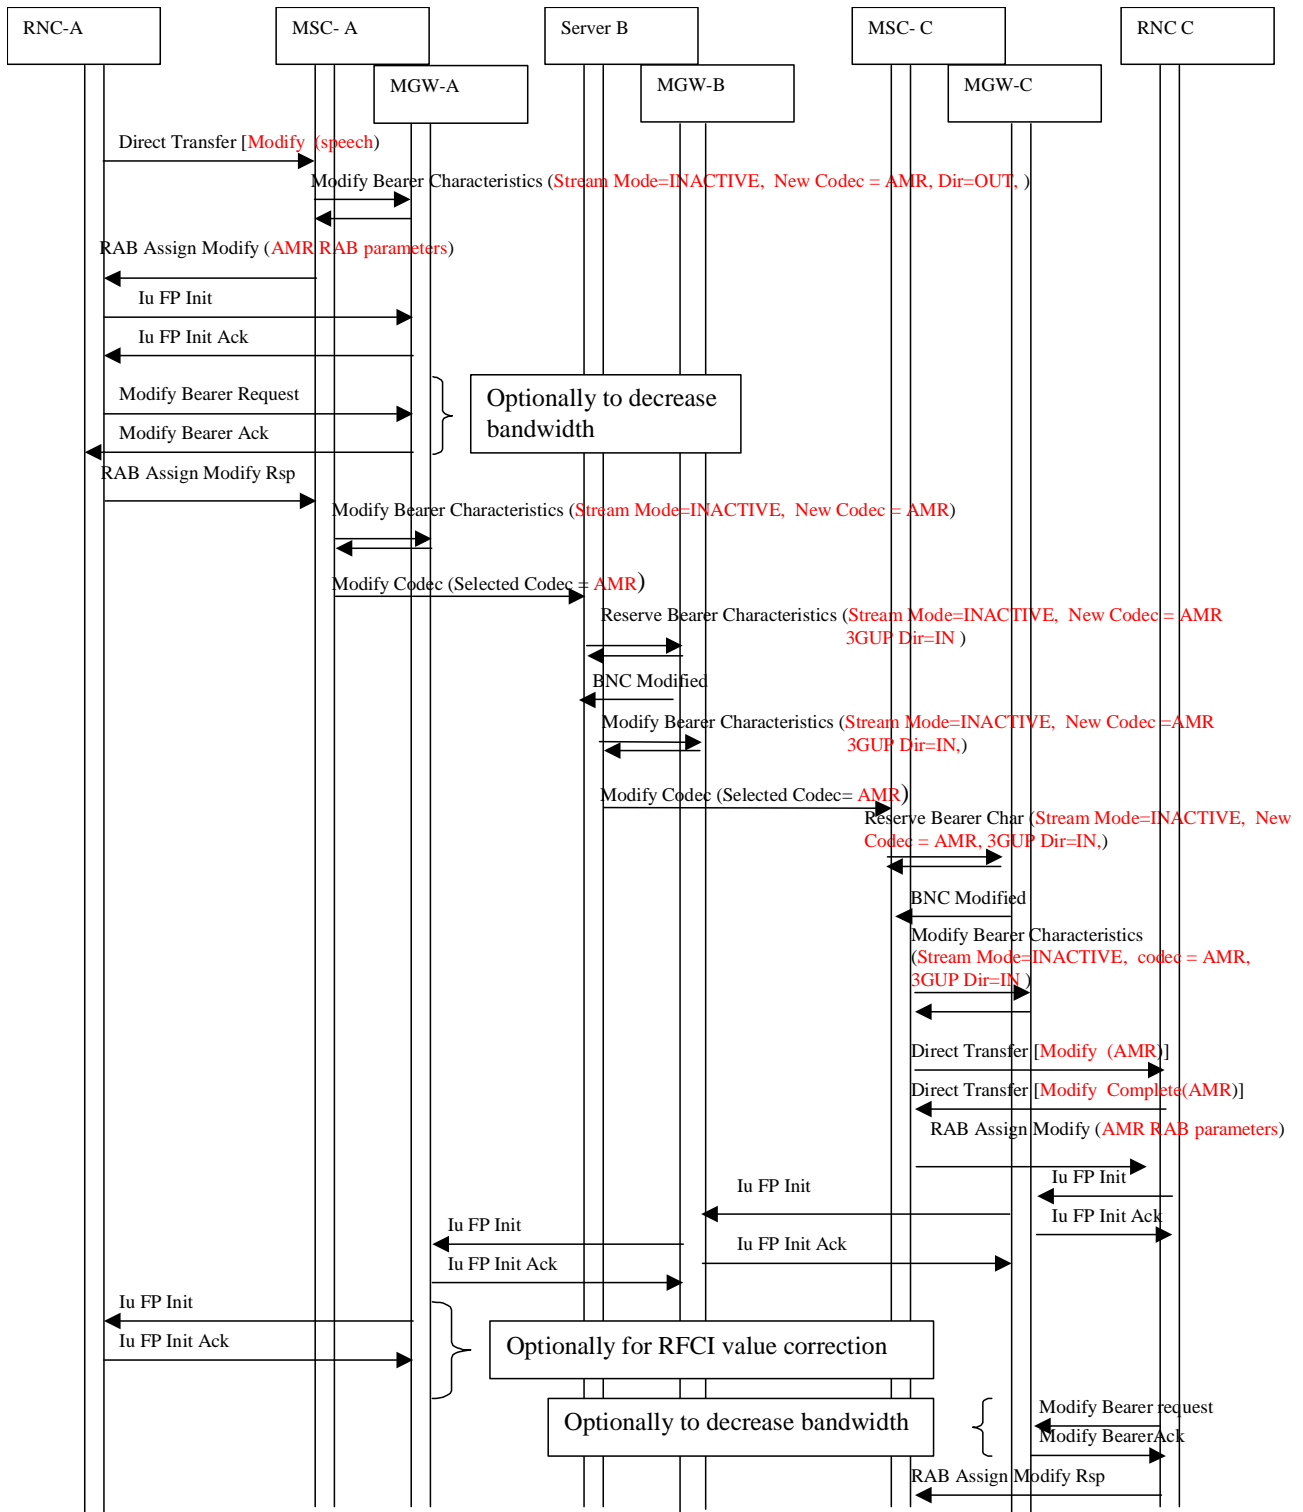 RNC-A
MSC- A
Server B
MSC- C
RNC C
MGW-A
MGW-B
MGW-C
Direct Transfer [Modify (speech)
Modify Bearer Characteristics (Stream Mode=INACTIVE, New Codec = AMR, Dir=OUT, )
RAB Assign Modify (AMR RAB parameters)
Iu FP Init
Iu FP Init Ack
Modify Bearer Request
Optionally to decrease
bandwidth
Modify Bearer Ack
RAB Assign Modify Rsp
Modify Bearer Characteristics (Stream Mode=INACTIVE, New Codec = AMR)
Modify Codec (Selected Codec = AMR)
Reserve Bearer Characteristics (Stream Mode=INACTIVE, New Codec = AMR
3GUP Dir=IN )
BNC Modified
Modify Bearer Characteristics (Stream Mode=INACTIVE, New Codec =AMR
3GUP Dir=IN,)
Modify Codec (Selected Codec= AMR)
Reserve Bearer Char (Stream Mode=INACTIVE, New
Codec = AMR, 3GUP Dir=IN,)
BNC Modified
Modify Bearer Characteristics
(Stream Mode=INACTIVE, codec = AMR,
3GUP Dir=IN )
Direct Transfer [Modify (AMR)]
Direct Transfer [Modify Complete(AMR)]
RAB Assign Modify (AMR RAB parameters)
Iu FP Init
Iu FP Init
Iu FP Init Ack
Iu FP Init
Iu FP Init Ack
Iu FP Init Ack
Iu FP Init
Iu FP Init Ack
Optionally for RFCI value correction
Optionally to decrease bandwidth
Modify Bearer request
Modify BearerAck
RAB Assign Modify Rsp